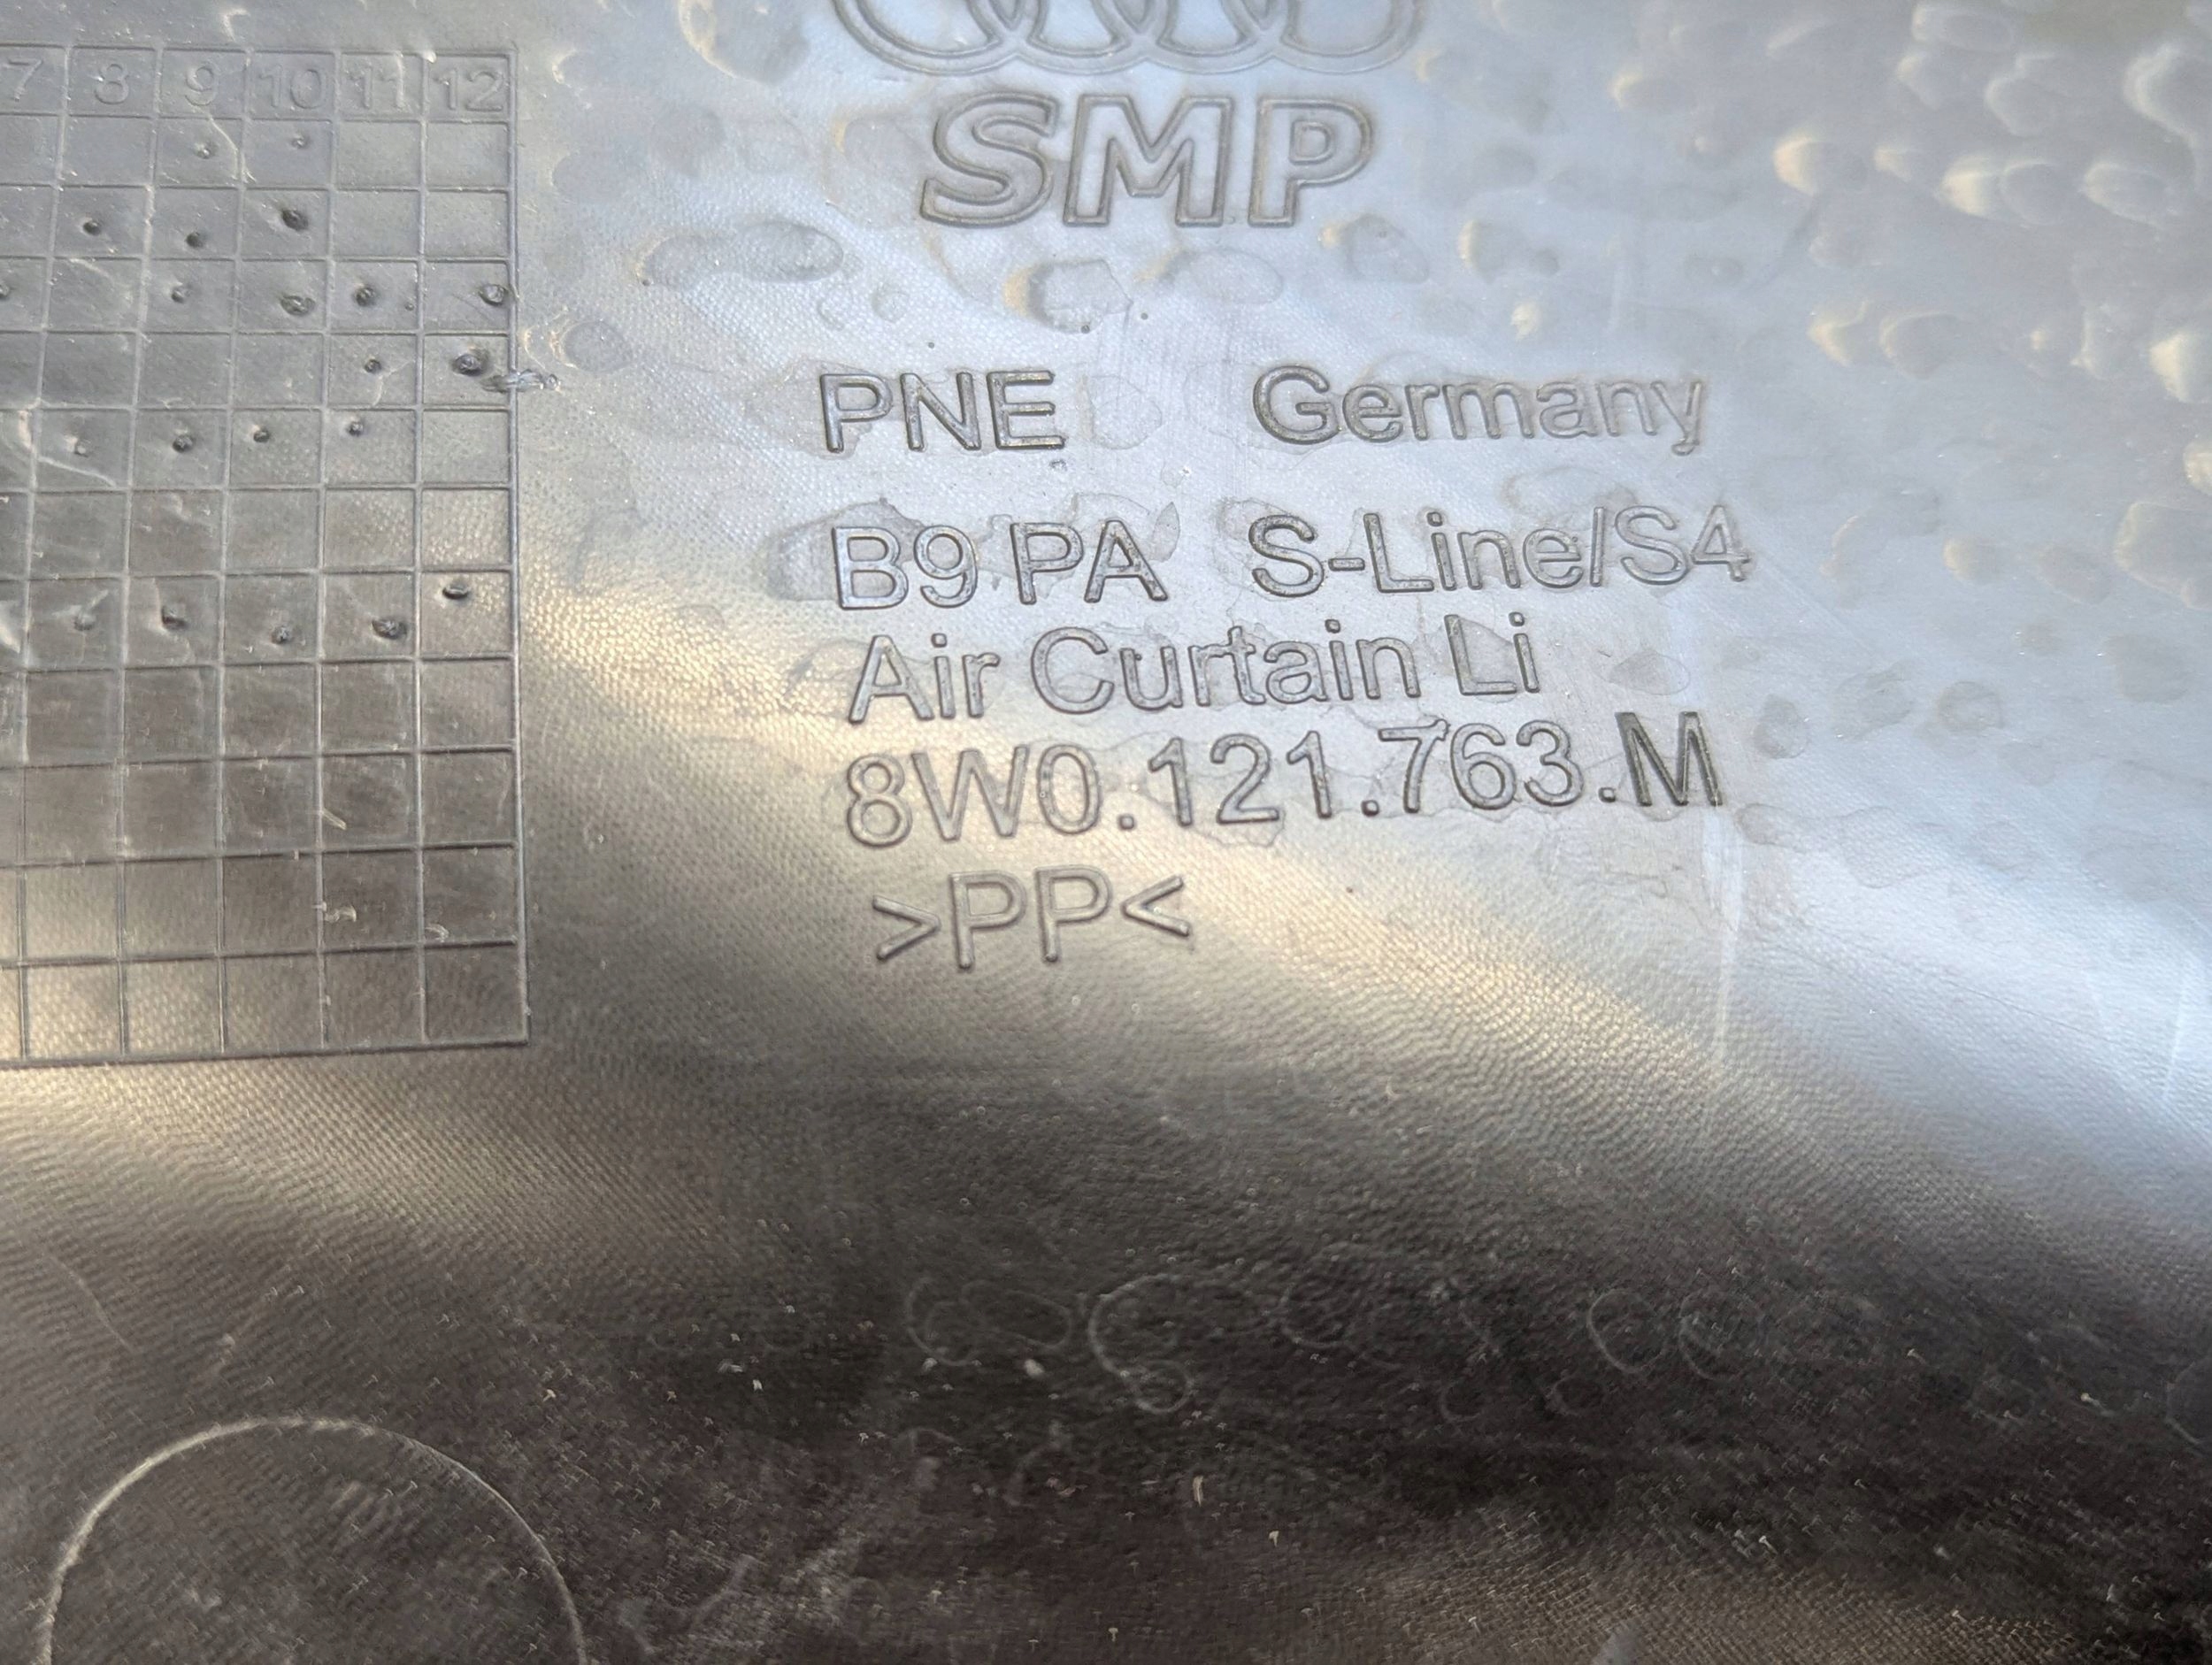 7 8 9 10 11 12
SMP
PNE Germany
B9 PA S-Line/S4
Air Curtain Li
8W0.121.763.M
>PP<